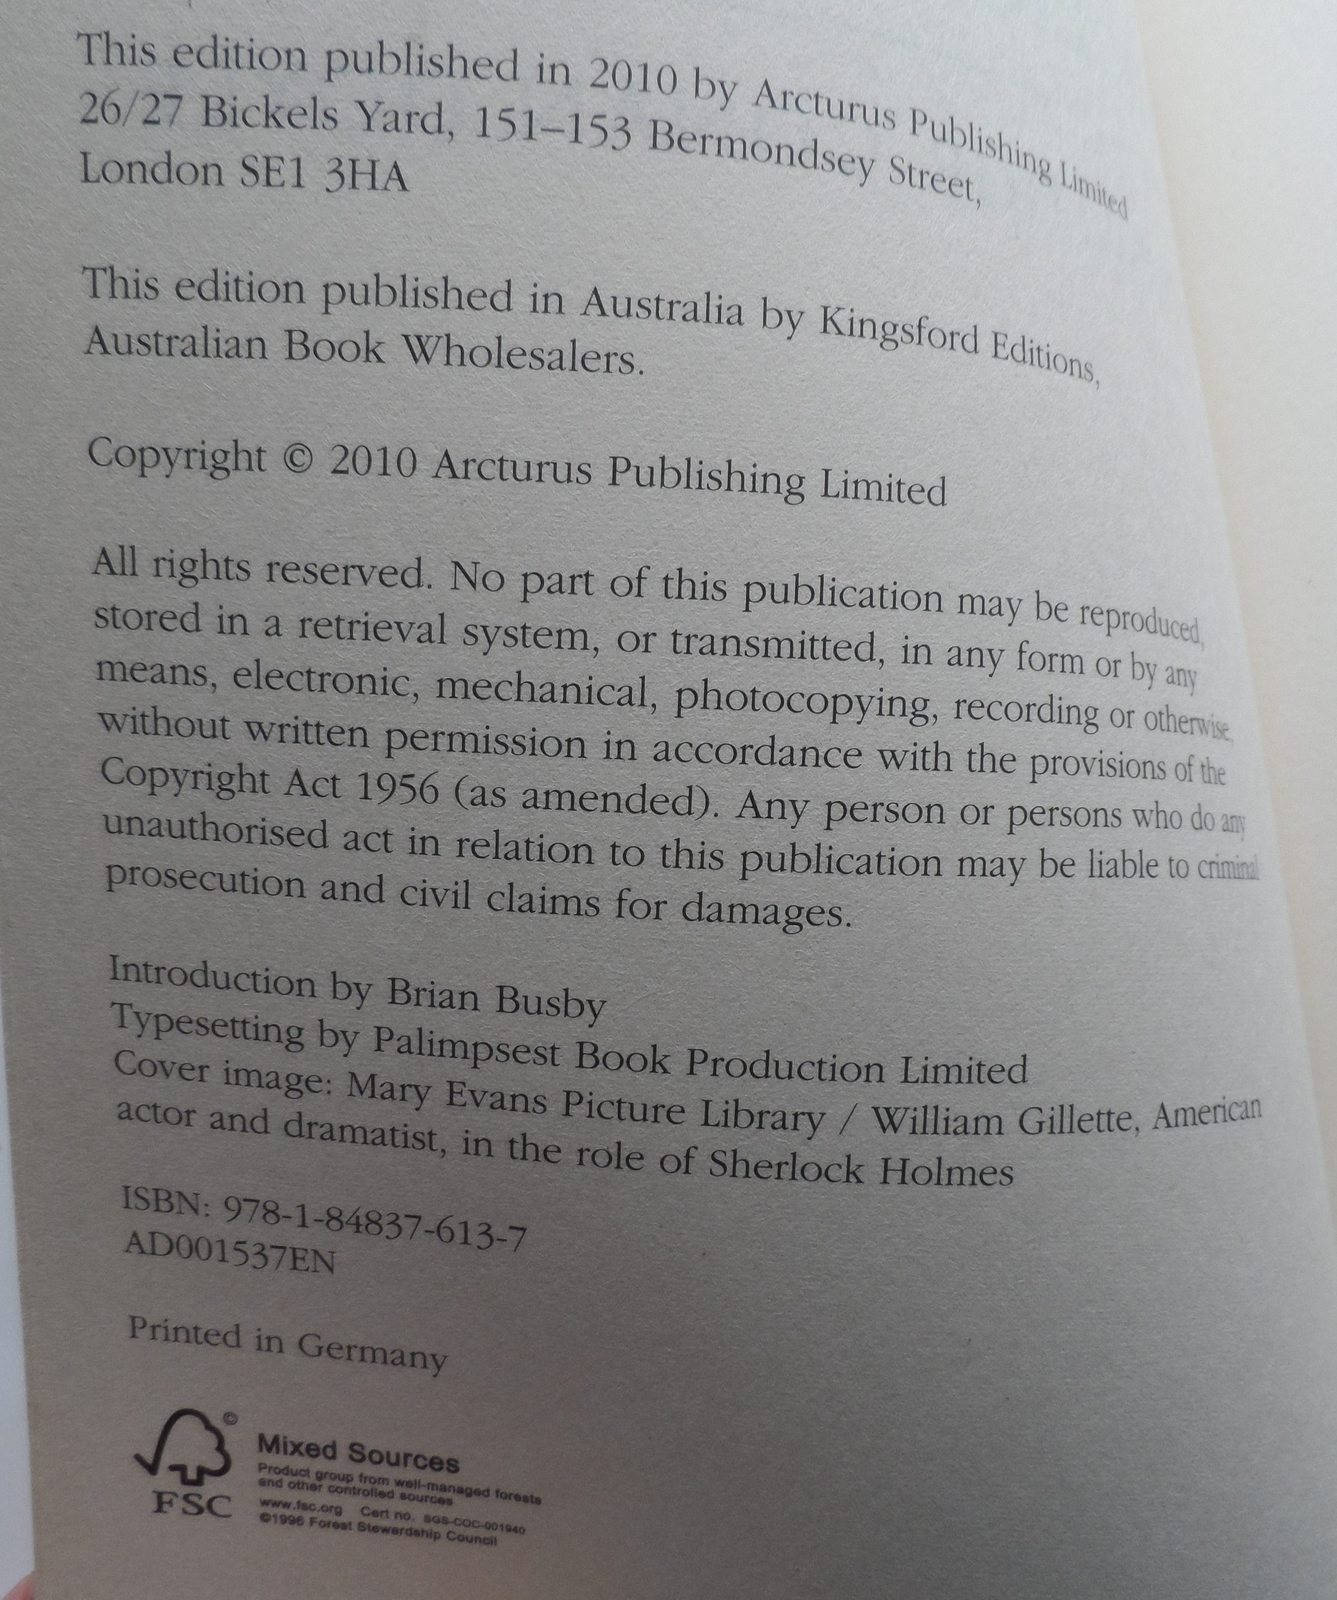 This edition published in 2010 by Arcturus Publishing Limited
26/27 Bickels Yard, 151–153 Bermondsey Street,
London SE1 3HA
This edition published in Australia by Kingsford Editions,
Australian Book Wholesalers.
Copyright © 2010 Arcturus Publishing Limited
All rights reserved. No part of this publication may be reproduced,
stored in a retrieval system, or transmitted, in any form or by any
means, electronic, mechanical, photocopying, recording or otherwise,
without written permission in accordance with the provisions of the
Copyright Act 1956 (as amended). Any person or persons who do any
unauthorised act in relation to this publication may be liable to criminal
prosecution and civil claims for damages.
Introduction by Brian Busby
Typesetting by Palimpsest Book Production Limited
Cover image: Mary Evans Picture Library / William Gillette, American
actor and dramatist, in the role of Sherlock Holmes
ISBN: 978-1-84837-613-7
AD001537EN
Printed in Germany
©
FSC
Mixed Sources
Product group from well-managed forests
and other controlled sources
www.fsc.org Cert no. SGS-COC-001940
©1996 Forest Stewardship Council